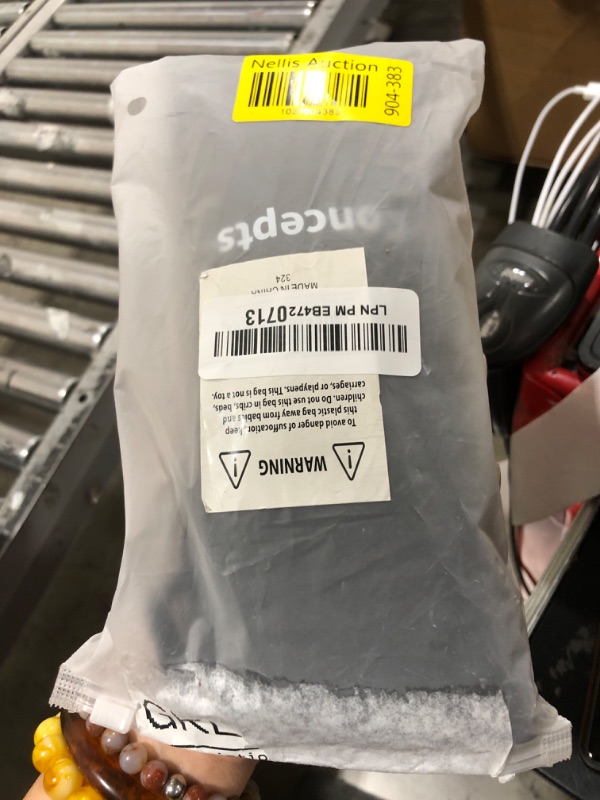 Nellis Auction
904-383
ncepts
WARNING
To avoid danger of suffocation, keep
this plastic bag away from babies and
children. Do not use this bag in cribs, beds,
carriages, or playpens. This bag is not a toy.
LPN PM EB4720713
MADE IN CHINA
324